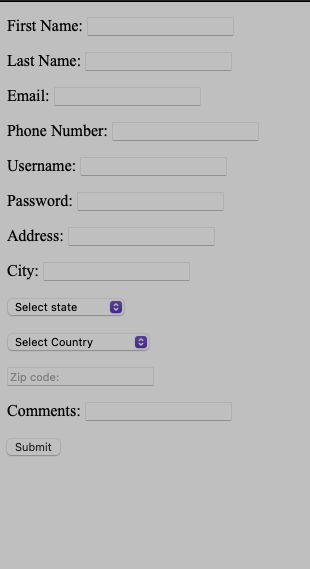 First Name:
Last Name:
Email:
Phone Number:
Username:
Password:
Address:
City:
Select state
Select Country
Zip code:
Comments:
Submit